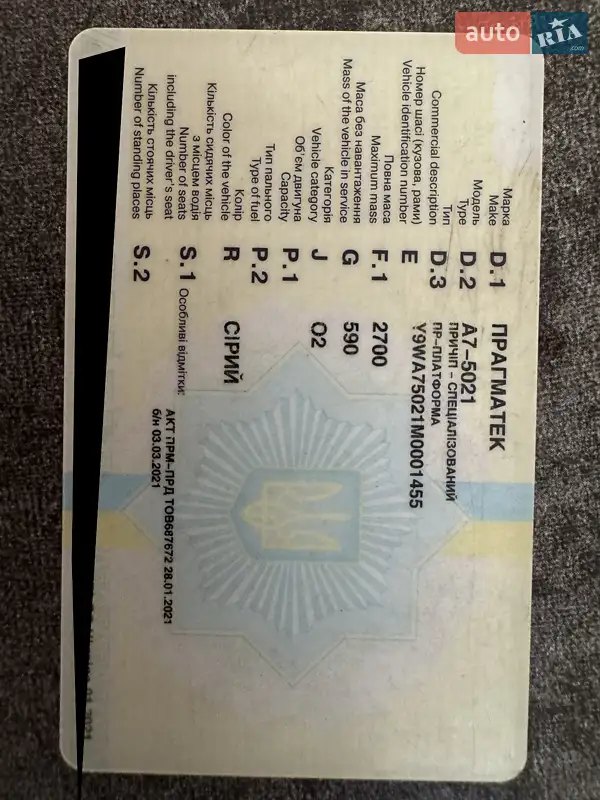 auto RIA .com
Марка D.1 ПРАГМАТЕК
Make
Модель D.2 А7-5021
Type
Тип D.3 ПРИЧІП - СПЕЦІАЛІЗОВАНИЙ
Commercial description ПР-ПЛАТФОРМА
Номер шасі (кузова, рами) E Y9WA75021M0001455
Vehicle identification number
Повна маса F.1 2700
Maximum mass
Маса без навантаження G 590
Mass of the vehicle in service
Категорія J O2
Vehicle category
Об'єм двигуна P.1
Capacity
Тип пального P.2
Type of fuel
Колір R СІРИЙ
Color of the vehicle
Кількість сидячих місць S.1 Особливі відмітки:
з місцем водія
Number of seats
including the driver's seat
АКТ ПРМ-ПРД ТОВ687672 28.01.2021
б/н 03.03.2021
Кількість стоячих місць S.2
Number of standing places